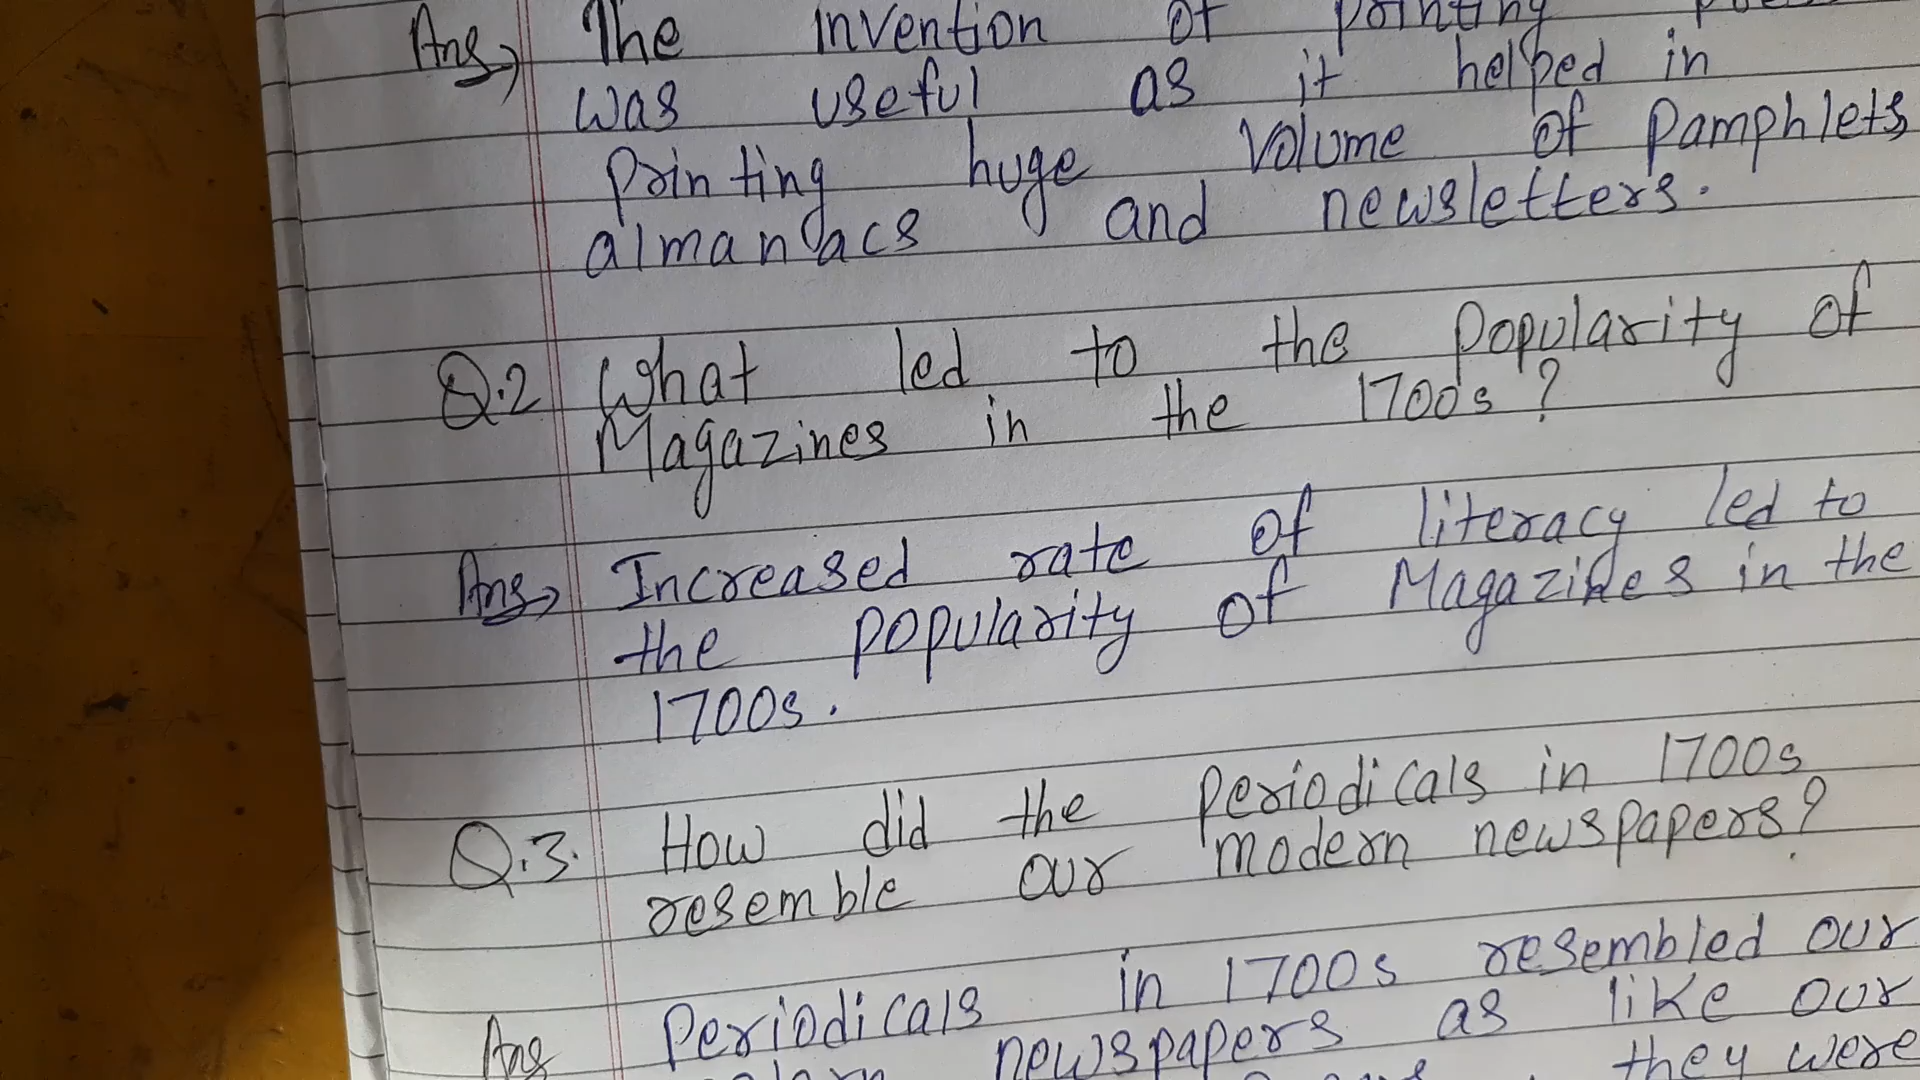 Ans, The invention of printing
was useful as it helped in
printing huge volume of pamphlets,
almanacs and newsletters.
Q.2 What led to the popularity of
Magazines in the 1700s?
Ans, Increased rate of literacy led to
the popularity of Magazines in the
1700s.
Q.3. How did the periodicals in 1700s
resemble our modern newspapers?
Ans Periodicals in 1700s resembled our
newspapers as like our
they were